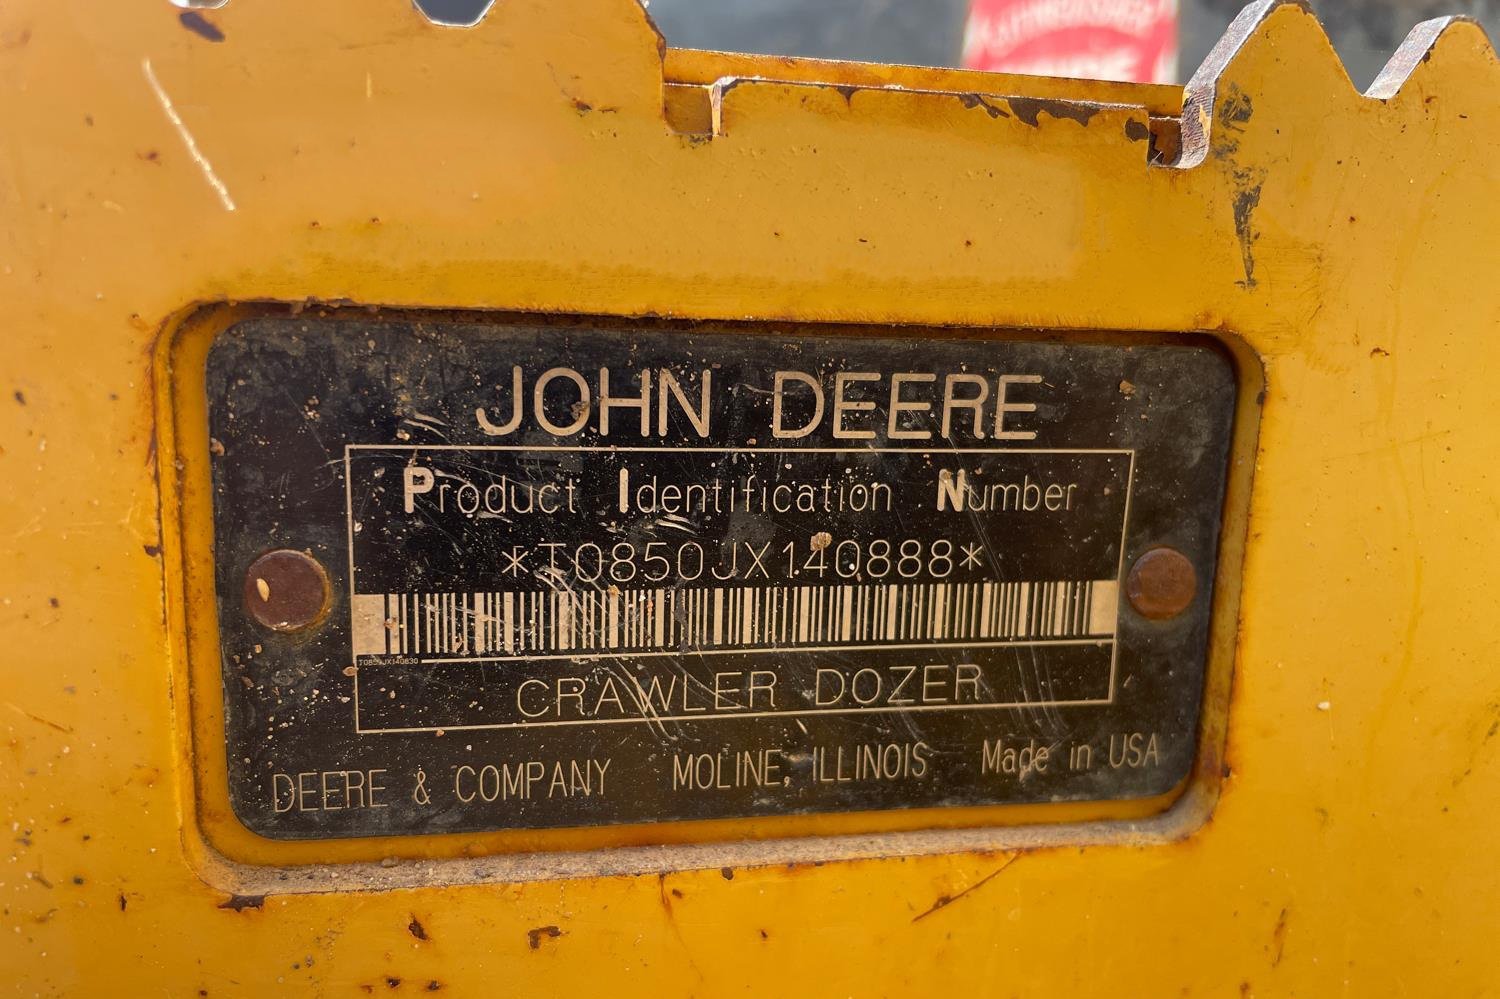 JOHN DEERE
Product Identification Number
*T0850JX140888*
CRAWLER DOZER
DEERE & COMPANY MOLINE, ILLINOIS Made in USA